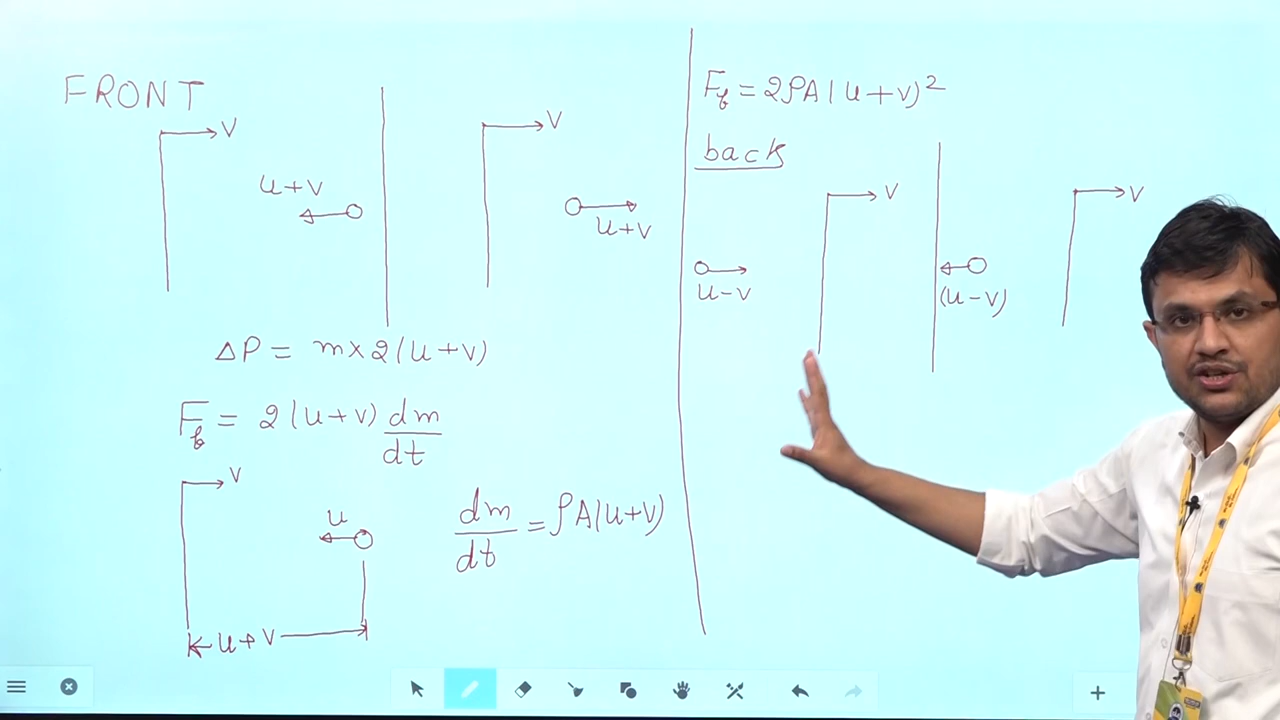 FRONT
V
V
u+v
u+v
ΔP = m×2(u+v)
F_f = 2(u+v) dm/dt
V
u
u+v
dm/dt = ρA(u+v)
F_f = 2ρA(u+v)²
back
V
V
u-v
(u-v)